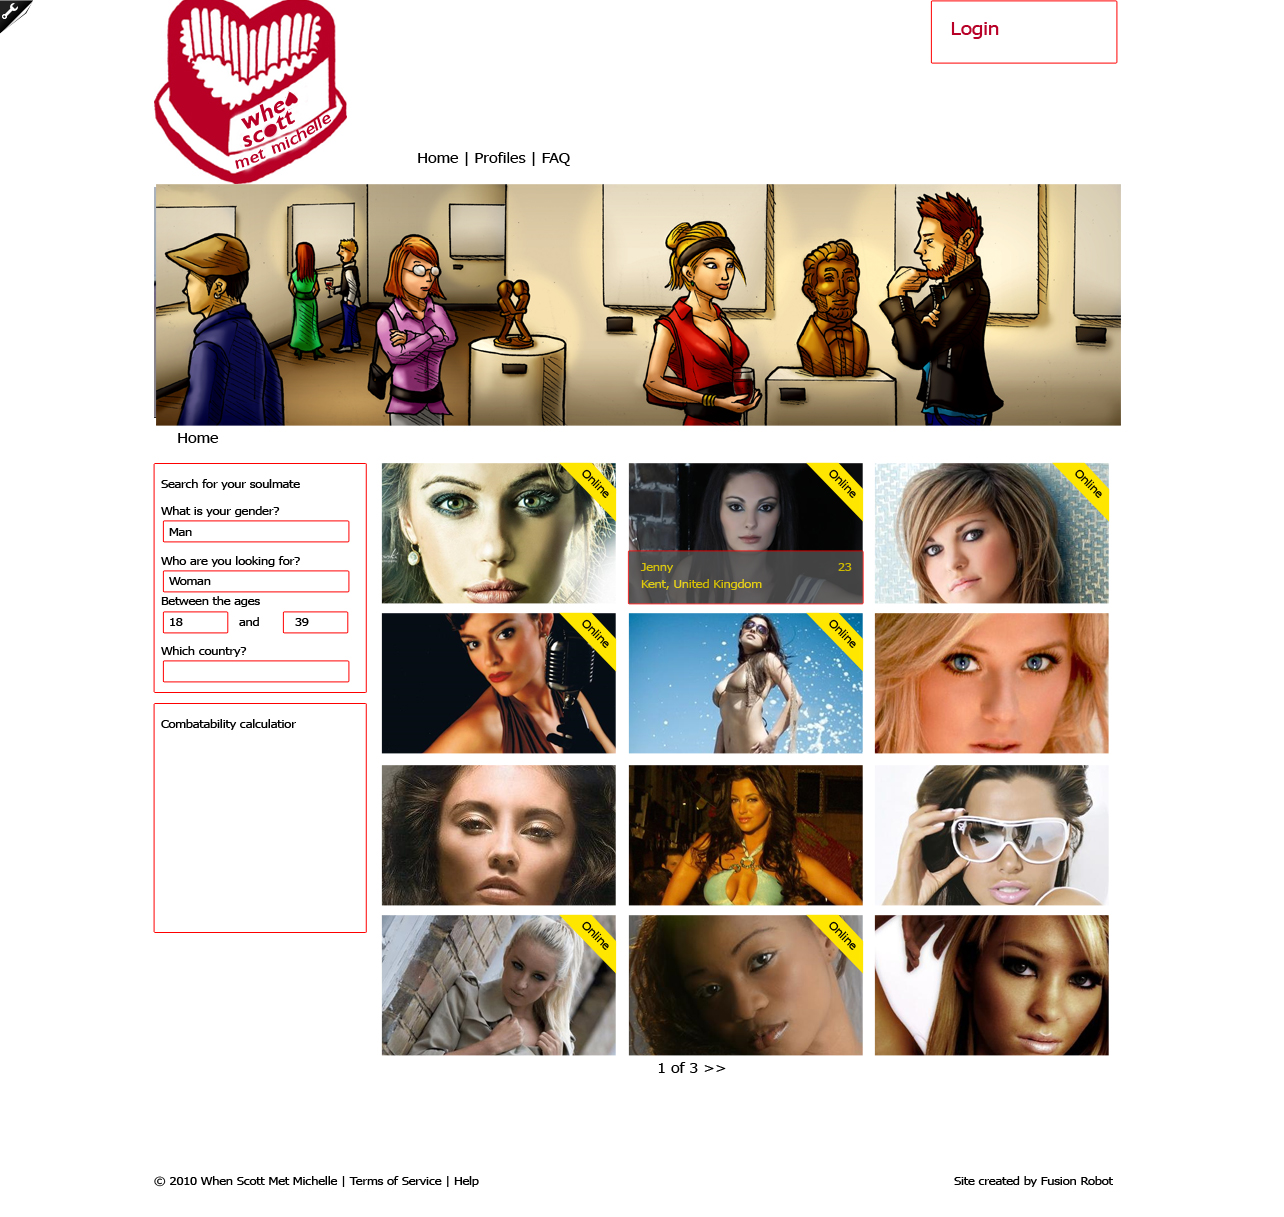 Login
whe
scott
met michelle
Home | Profiles | FAQ
Home
Search for your soulmate
What is your gender?
Man
Who are you looking for?
Woman
Between the ages
18 and 39
Which country?
Combatability calculatior
Online
Online
Online
Jenny 23
Kent, United Kingdom
Online
Online
Online
Online
1 of 3 >>
© 2010 When Scott Met Michelle | Terms of Service | Help
Site created by Fusion Robot